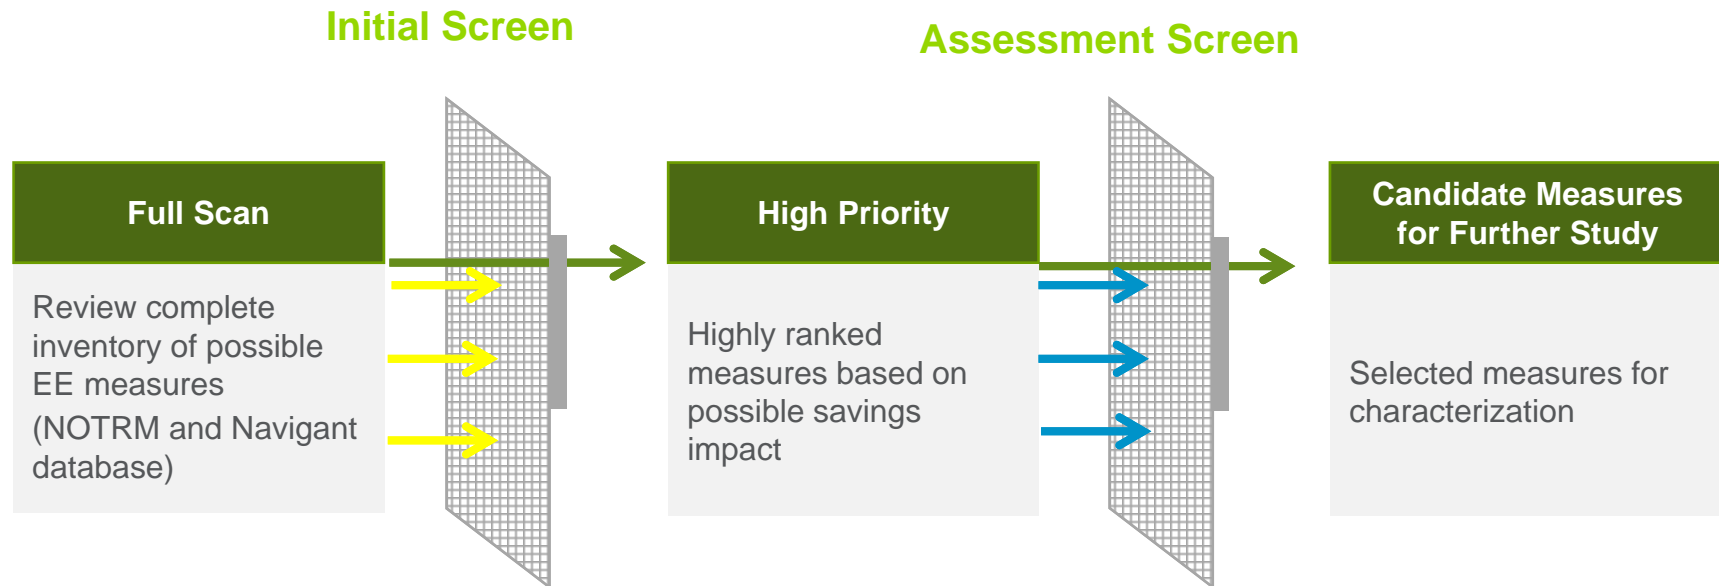 Initial Screen
Assessment Screen
Full Scan
Review complete
inventory of possible
EE measures
(NOTRM and Navigant
database)
High Priority
Highly ranked
measures based on
possible savings
impact
Candidate Measures
for Further Study
Selected measures for
characterization